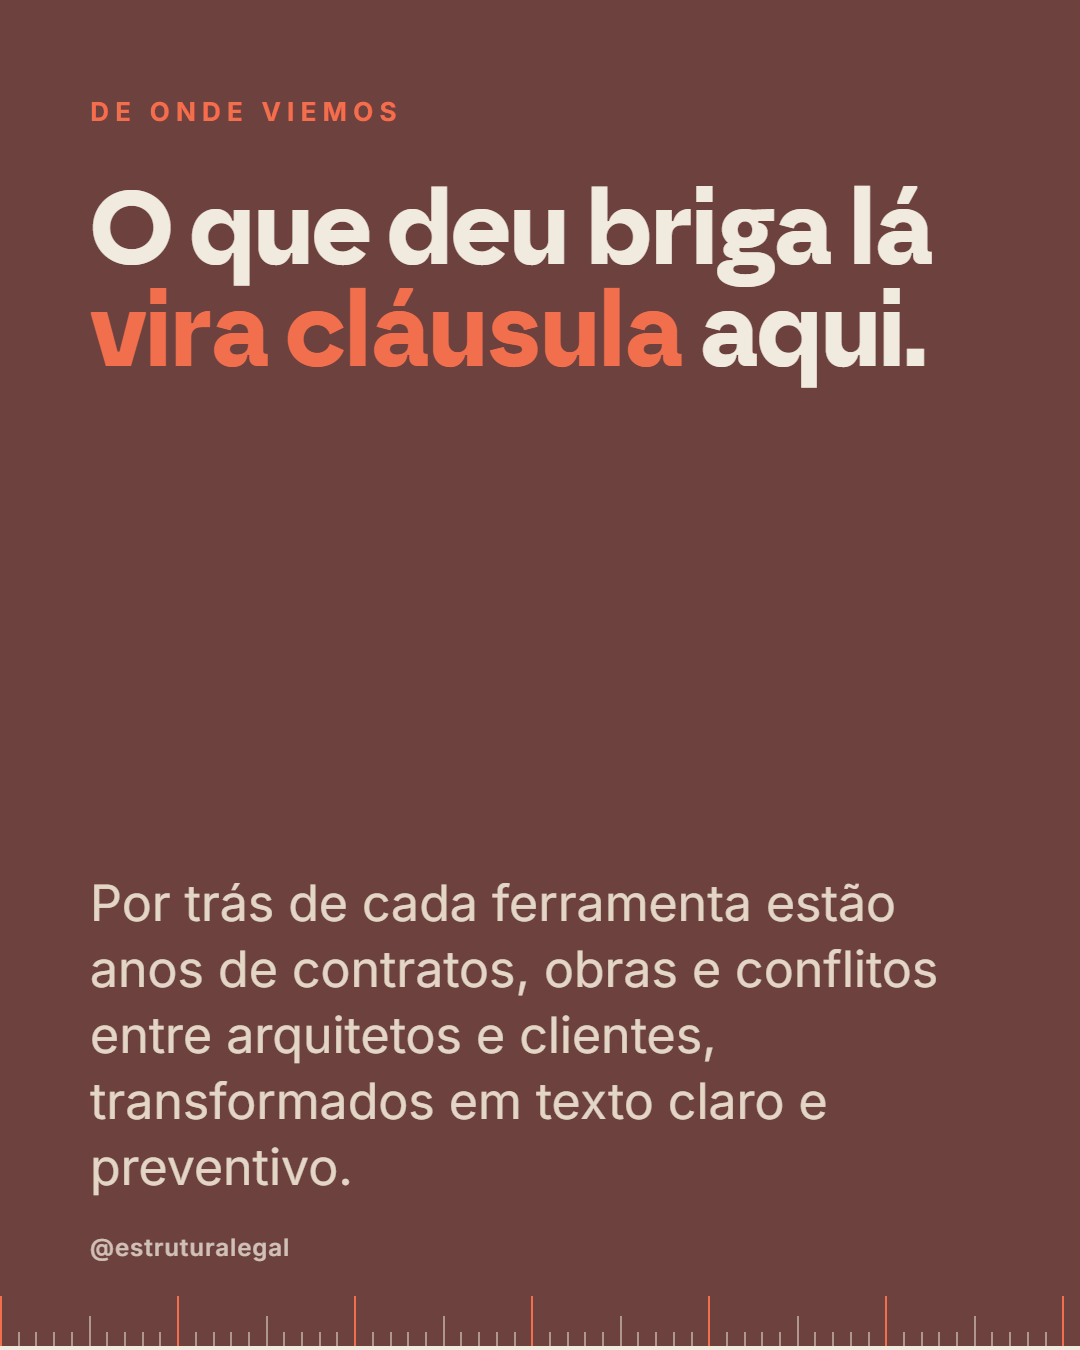 DE ONDE VIEMOS
O que deu briga lá
vira cláusula aqui.
Por trás de cada ferramenta estão
anos de contratos, obras e conflitos
entre arquitetos e clientes,
transformados em texto claro e
preventivo.
@estruturalegal